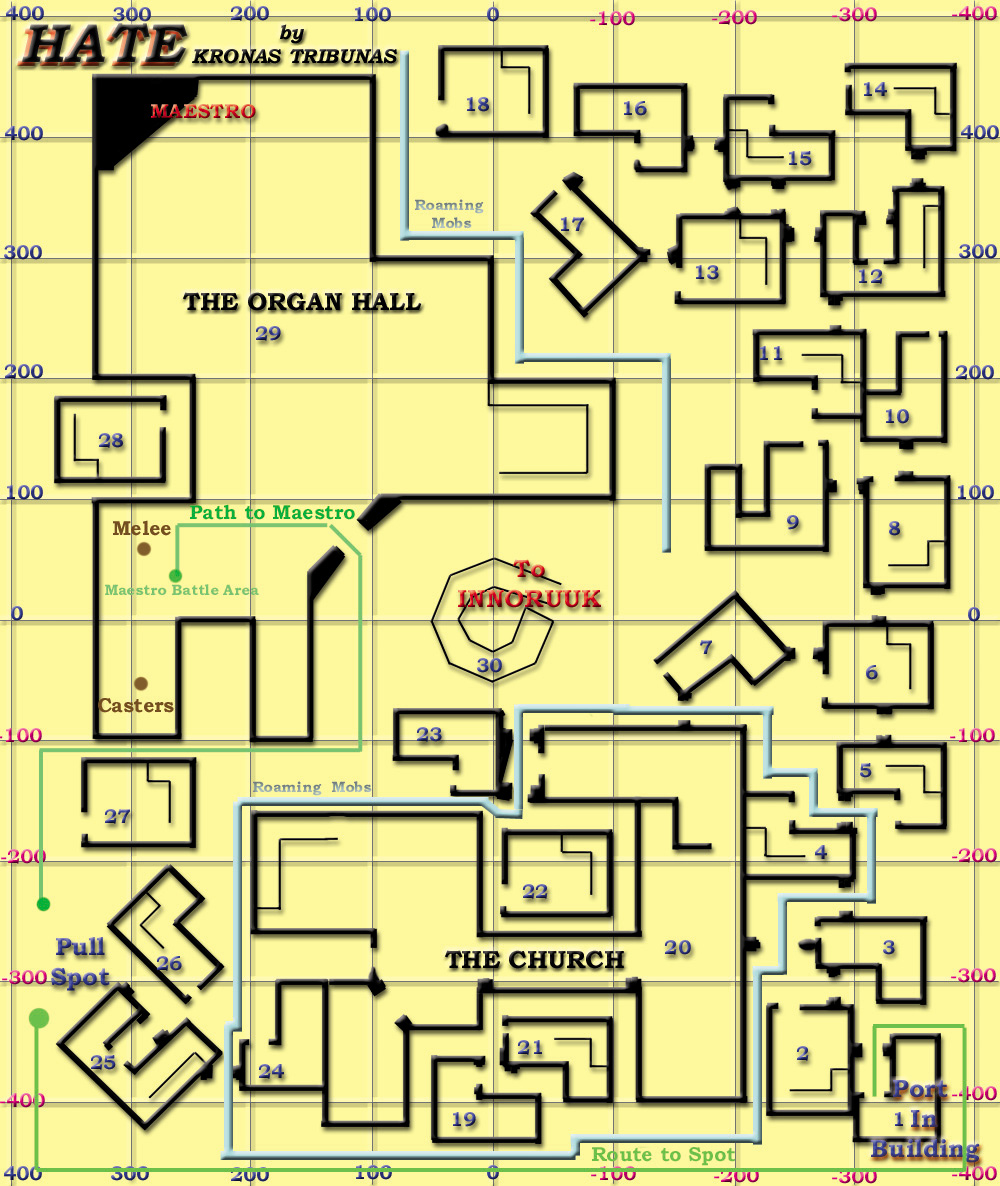 400 300 200 100 0 -100 -200 -300 -400
HATE
by
KRONAS TRIBUNAS
MAESTRO
18
16
14
15
400
400
Roaming
Mobs
17
13
12
300
300
THE ORGAN HALL
29
11
10
200
200
28
9
8
100
100
Path to Maestro
Melee
Maestro Battle Area
To
INNORUUK
0
0
30
7
6
Casters
-100
-100
23
5
27
Roaming Mobs
4
-200
-200
22
26
Pull
Spot
THE CHURCH
20
3
-300
-300
25
24
21
2
19
-400
-400
Port
1 In
Building
Route to Spot
400 300 200 100 0 -100 -200 -300 -400